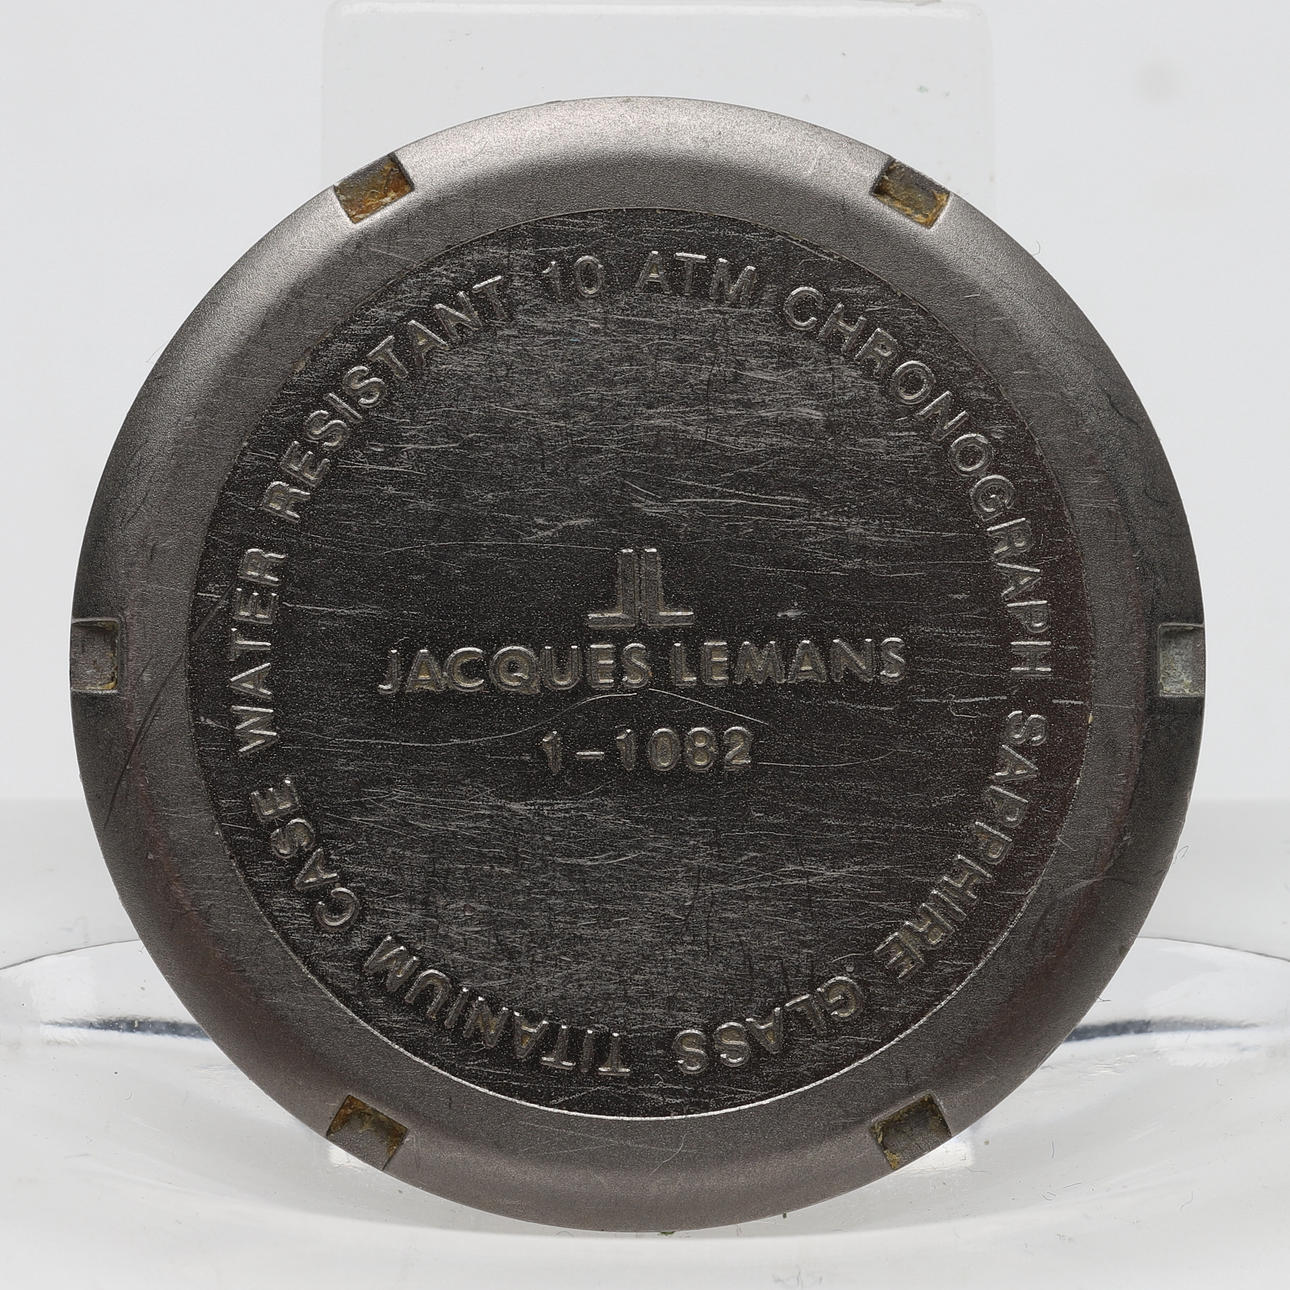 WATER RESISTANT 10 ATM CHRONOGRAPH SAPPHIRE GLASS TITANIUM CASE
JL
JACQUES LEMANS
1-1082